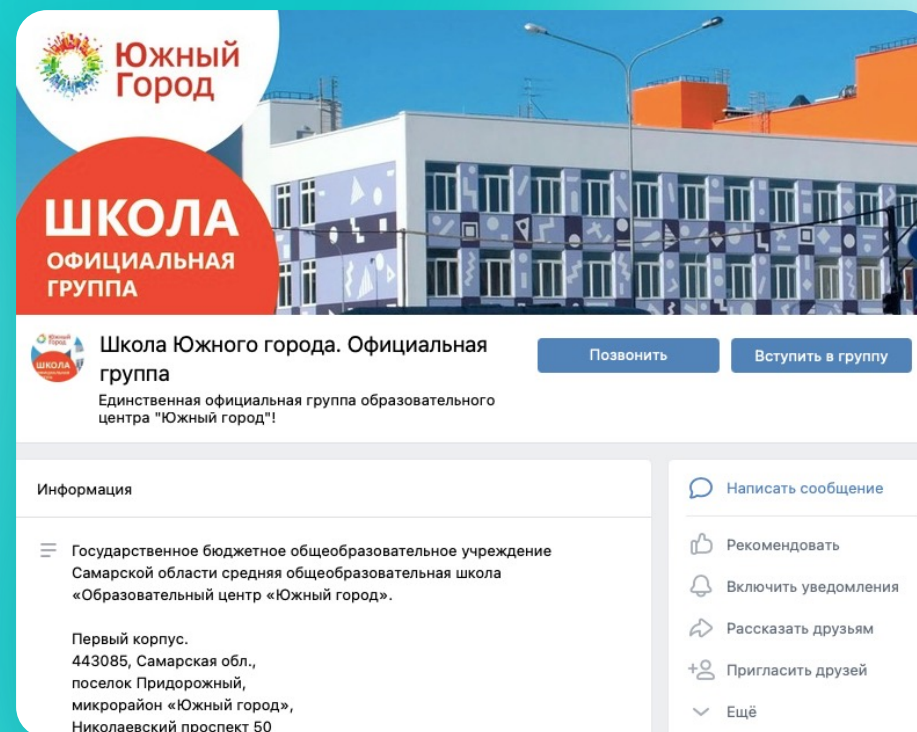 Южный
Город
ШКОЛА
ОФИЦИАЛЬНАЯ
ГРУППА
Южный
Город
ШКОЛА
Школа Южного города. Официальная
группа
Единственная официальная группа образовательного
центра "Южный город"!
Позвонить
Вступить в группу
Информация
Государственное бюджетное общеобразовательное учреждение
Самарской области средняя общеобразовательная школа
«Образовательный центр «Южный город».
Первый корпус.
443085, Самарская обл.,
поселок Придорожный,
микрорайон «Южный город»,
Николаевский проспект 50
Написать сообщение
Рекомендовать
Включить уведомления
Рассказать друзьям
Пригласить друзей
Ещё